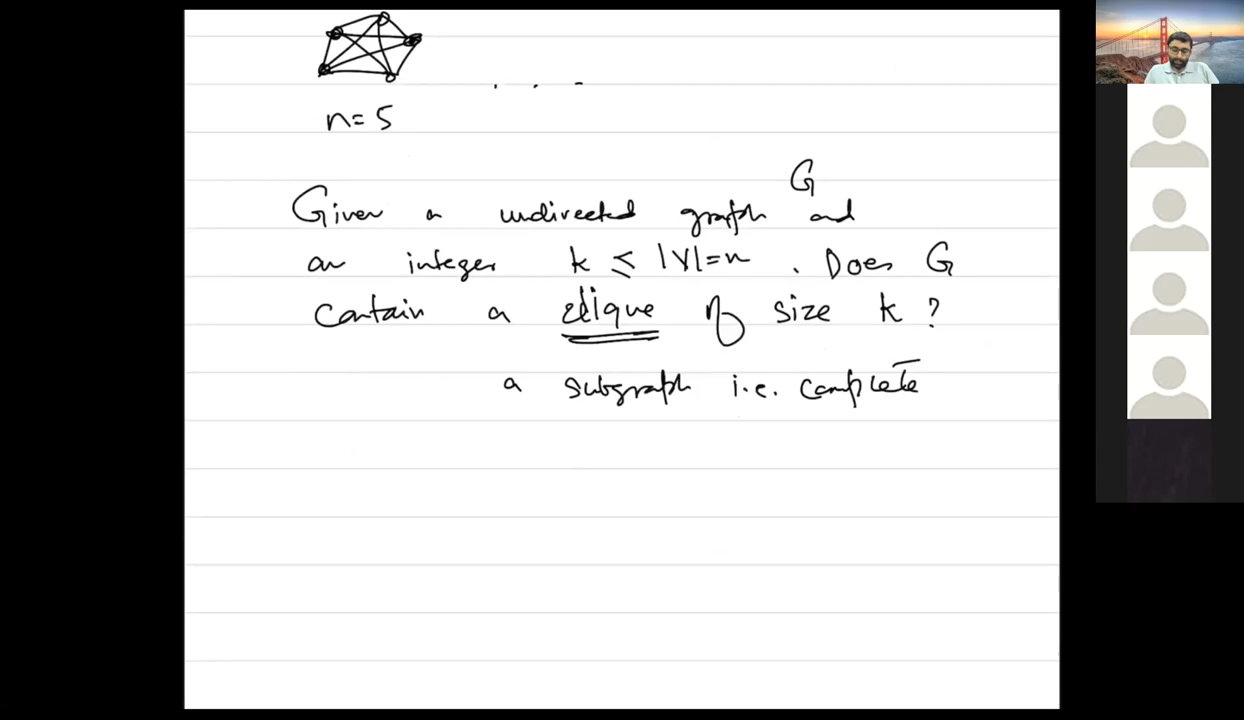 n=5
G
Given a undirected graph and
an integer k ≤ |V|=n . Does G
contain a clique of size k ?
a subgraph i.e. complete